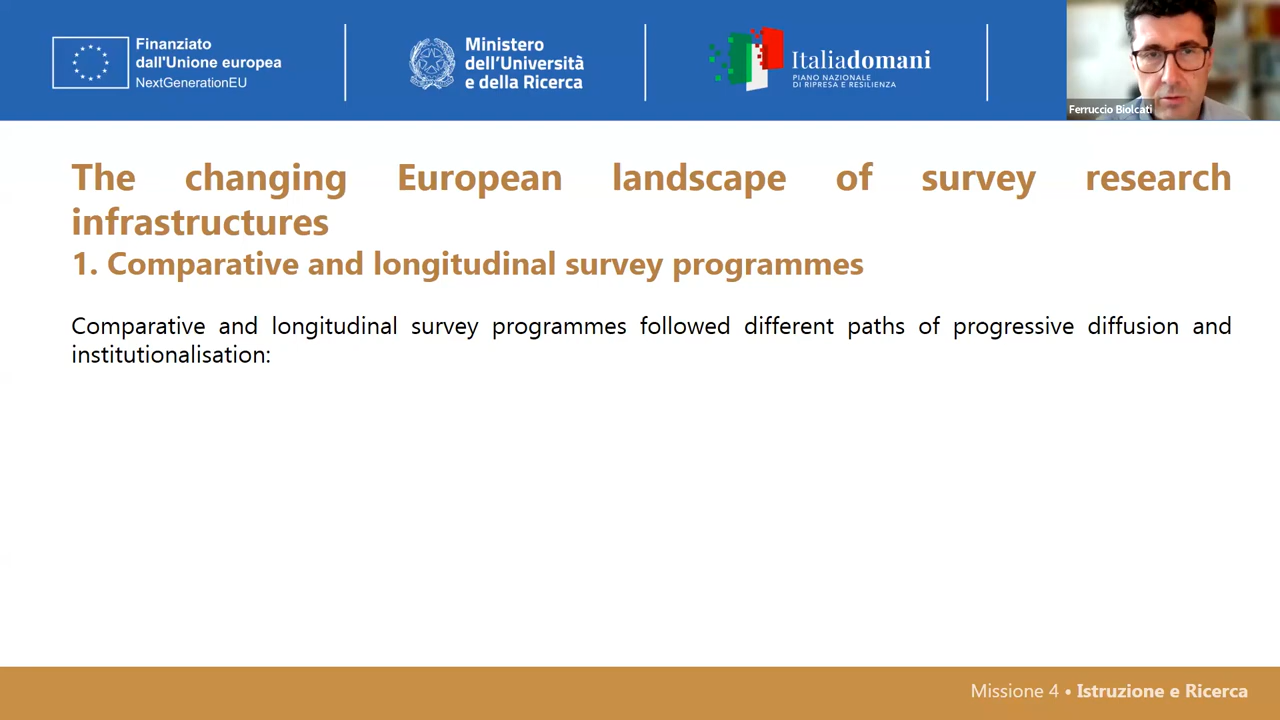 Finanziato
dall'Unione europea
NextGenerationEU
Ministero
dell'Università
e della Ricerca
Italiadomani
PIANO NAZIONALE
DI RIPRESA E RESILIENZA
Ferruccio Biolcati
The changing European landscape of survey research
infrastructures
1. Comparative and longitudinal survey programmes
Comparative and longitudinal survey programmes followed different paths of progressive diffusion and
institutionalisation:
Missione 4 • Istruzione e Ricerca